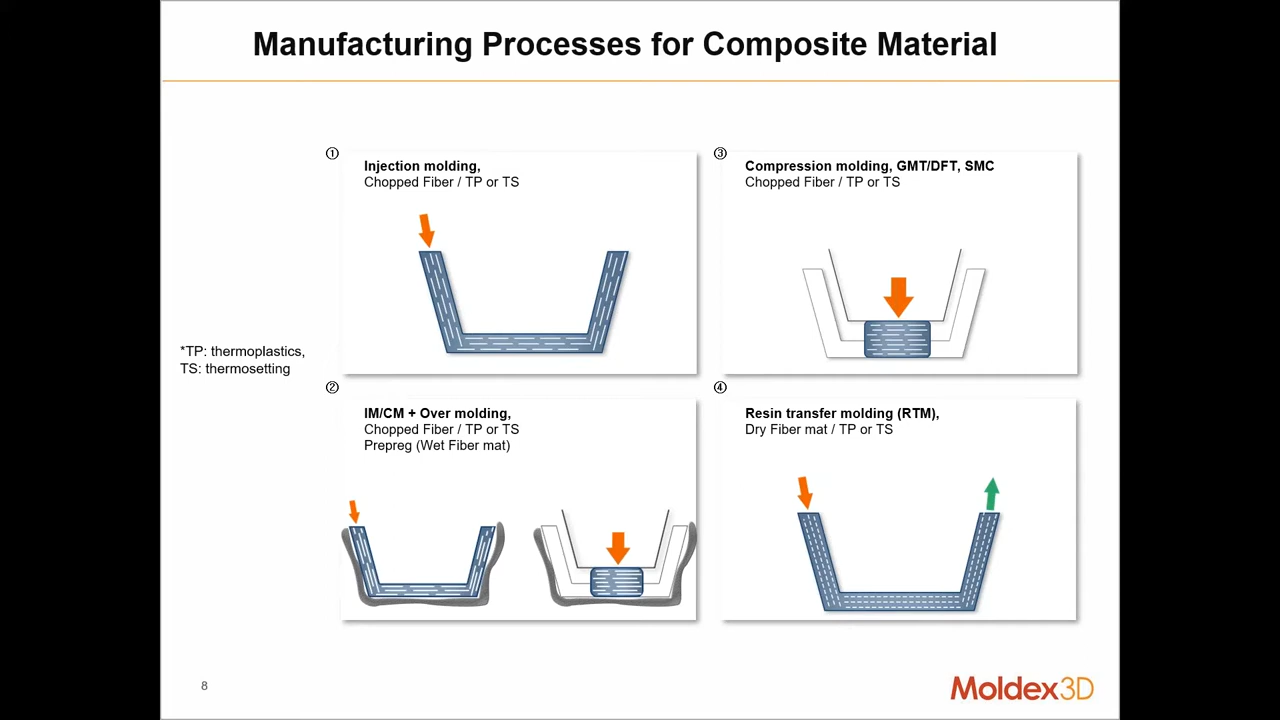 Manufacturing Processes for Composite Material
①
Injection molding,
Chopped Fiber / TP or TS
③
Compression molding, GMT/DFT, SMC
Chopped Fiber / TP or TS
*TP: thermoplastics,
TS: thermosetting
②
IM/CM + Over molding,
Chopped Fiber / TP or TS
Prepreg (Wet Fiber mat)
④
Resin transfer molding (RTM),
Dry Fiber mat / TP or TS
8
Moldex3D